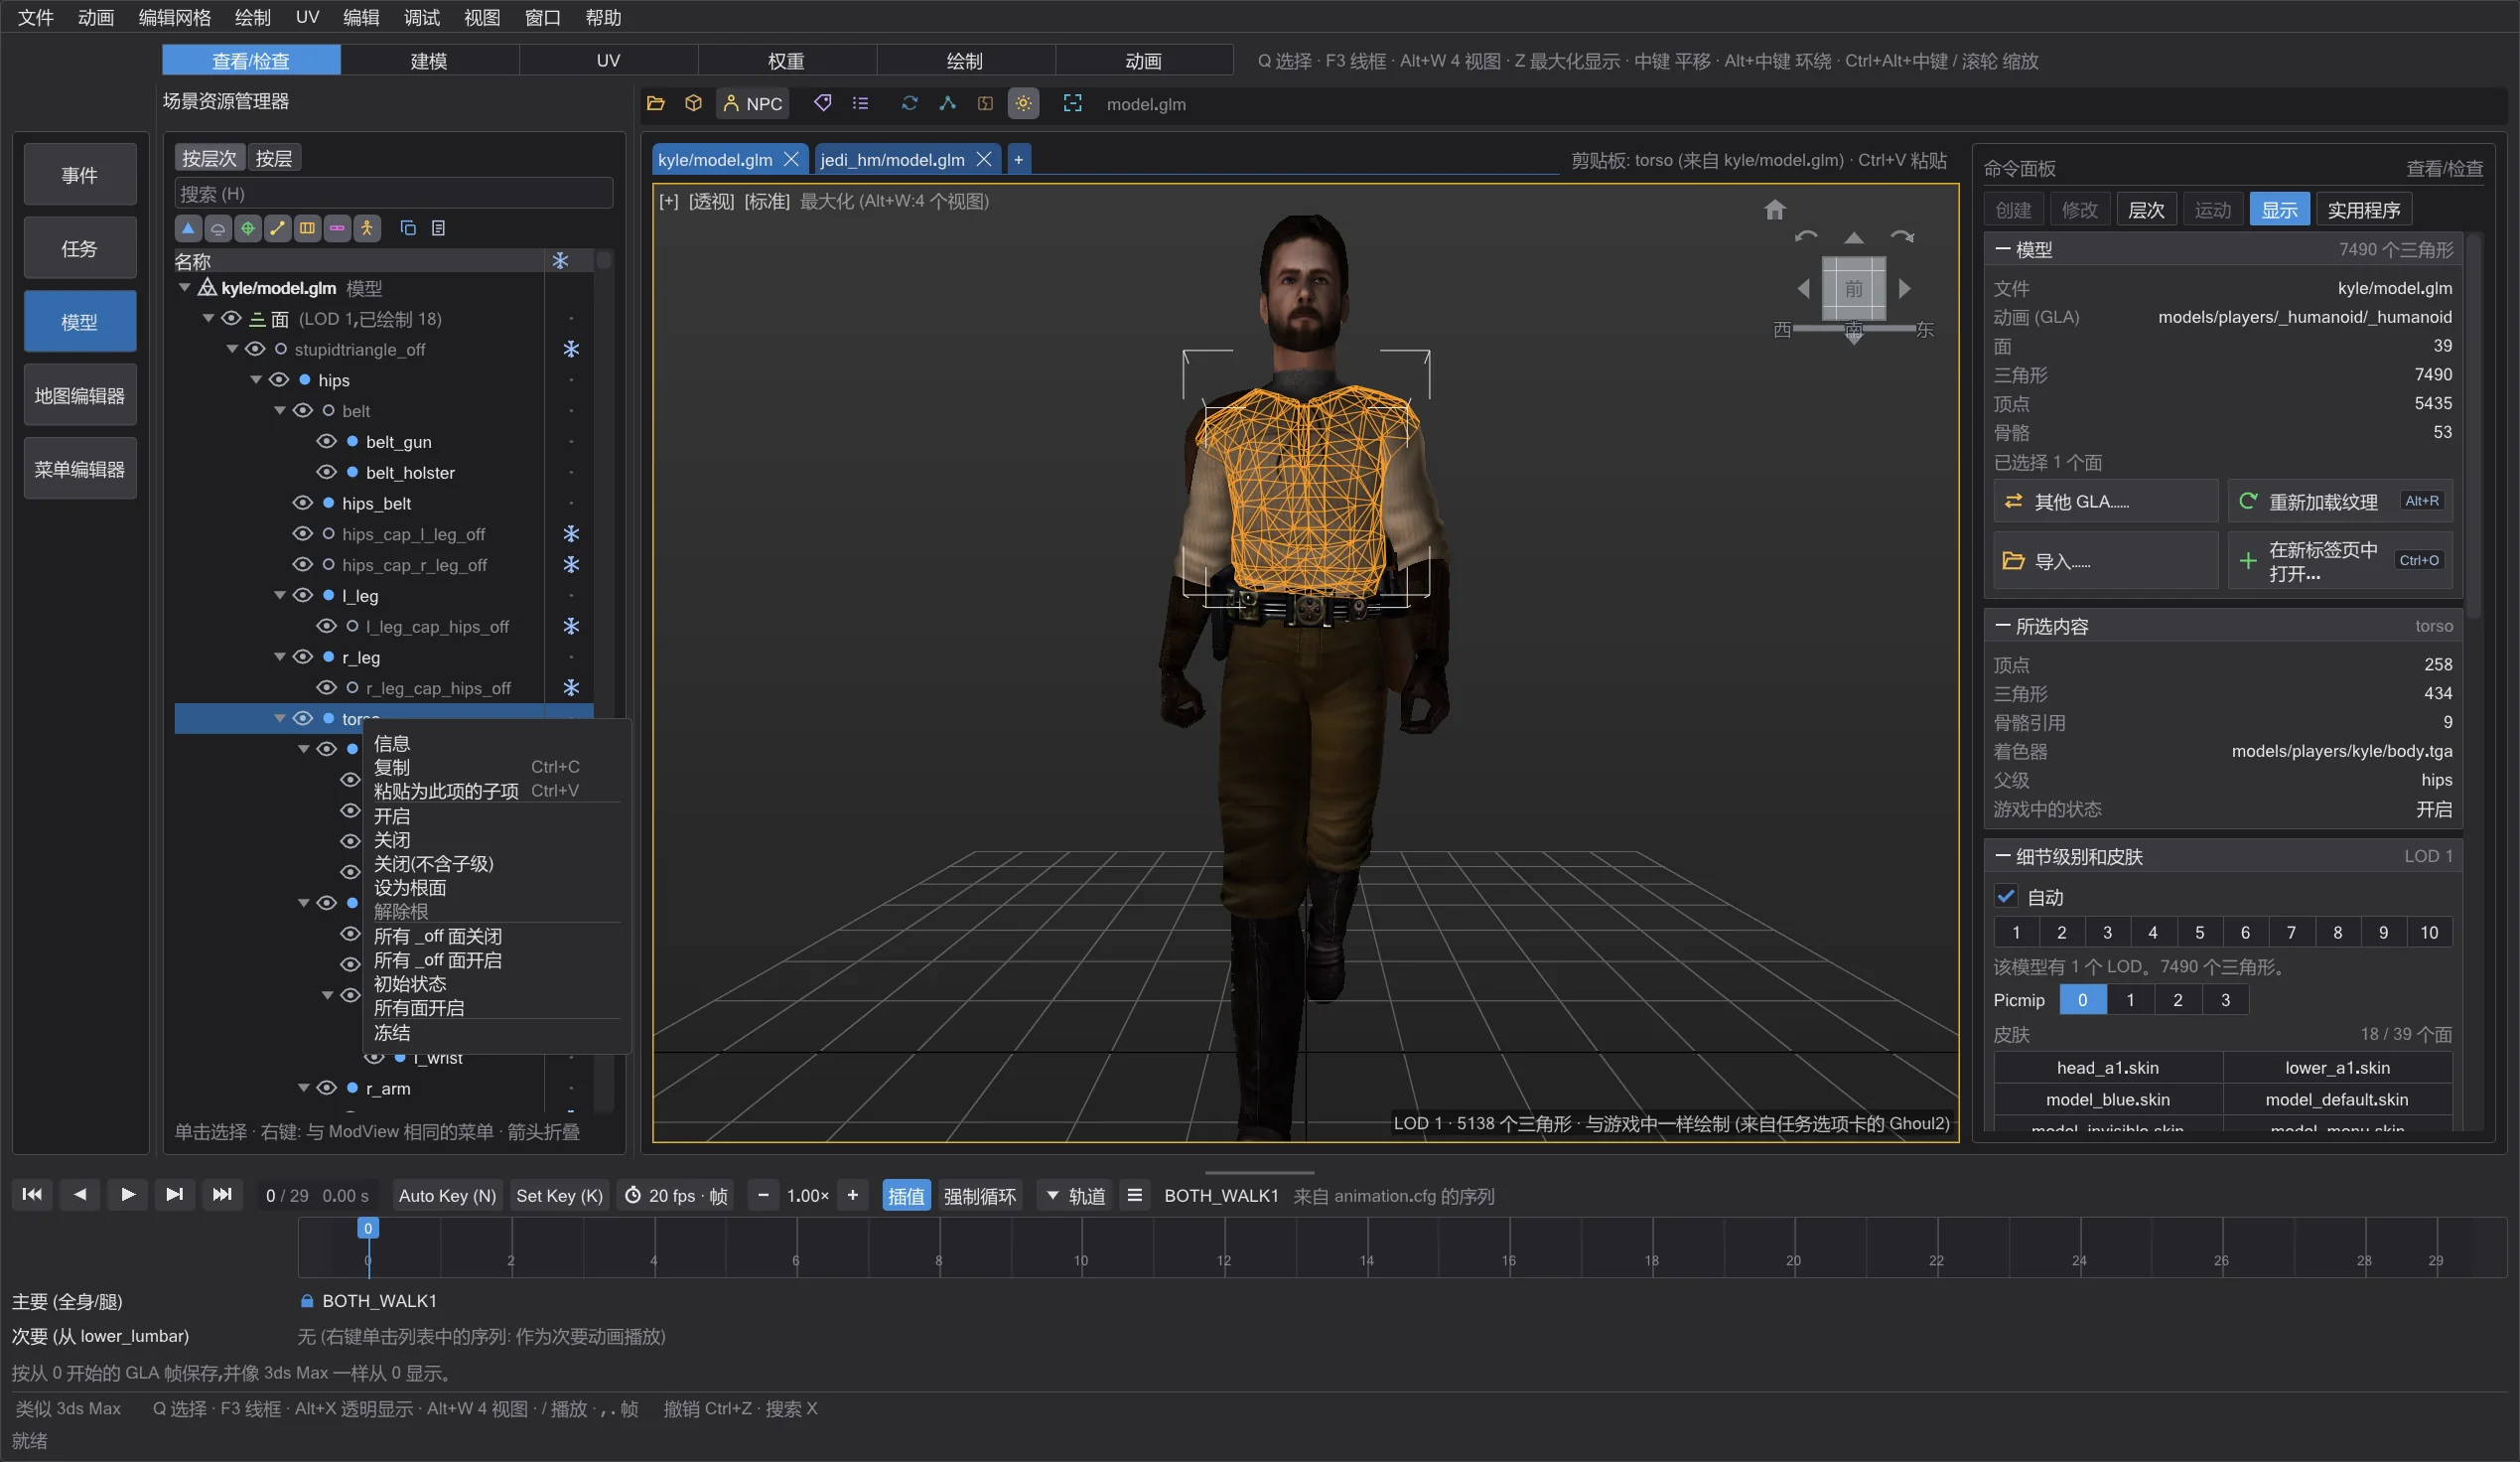 文件 动画 编辑网格 绘制 UV 编辑 调试 视图 窗口 帮助
查看/检查 建模 UV 权重 绘制 动画 Q 选择 · F3 线框 · Alt+W 4 视图 · Z 最大化显示 · 中键 平移 · Alt+中键 环绕 · Ctrl+Alt+中键 / 滚轮 缩放
场景资源管理器
NPC model.glm
事件
任务
模型
地图编辑器
菜单编辑器
按层次 按层
搜索 (H)
名称
kyle/model.glm 模型
面 (LOD 1,已绘制 18)
stupidtriangle_off
hips
belt
belt_gun
belt_holster
hips_belt
hips_cap_l_leg_off
hips_cap_r_leg_off
l_leg
l_leg_cap_hips_off
r_leg
r_leg_cap_hips_off
信息
复制 Ctrl+C
粘贴为此项的子项 Ctrl+V
开启
关闭
关闭(不含子级)
设为根面
解除根
所有 _off 面关闭
所有 _off 面开启
初始状态
所有面开启
冻结
l_wrist
r_arm
单击选择 · 右键: 与 ModView 相同的菜单 · 箭头折叠
kyle/model.glm jedi_hm/model.glm + 剪贴板: torso (来自 kyle/model.glm) · Ctrl+V 粘贴
[+] [透视] [标准] 最大化 (Alt+W:4 个视图)
前
西 南 东
LOD 1 · 5138 个三角形 · 与游戏中一样绘制 (来自任务选项卡的 Ghoul2)
命令面板 查看/检查
创建 修改 层次 运动 显示 实用程序
模型 7490 个三角形
文件 kyle/model.glm
动画 (GLA) models/players/_humanoid/_humanoid
面 39
三角形 7490
顶点 5435
骨骼 53
已选择 1 个面
其他 GLA...... 重新加载纹理 Alt+R
导入...... 在新标签页中打开... Ctrl+O
所选内容 torso
顶点 258
三角形 434
骨骼引用 9
着色器 models/players/kyle/body.tga
父级 hips
游戏中的状态 开启
细节级别和皮肤 LOD 1
自动
1 2 3 4 5 6 7 8 9 10
该模型有 1 个 LOD。7490 个三角形。
Picmip 0 1 2 3
皮肤 18 / 39 个面
head_a1.skin lower_a1.skin
model_blue.skin model_default.skin
model_invisible.skin model_menu.skin
0 / 29 0.00 s Auto Key (N) Set Key (K) 20 fps · 帧 − 1.00× + 插值 强制循环 轨道 BOTH_WALK1 来自 animation.cfg 的序列
0
0 2 4 6 8 10 12 14 16 18 20 22 24 26 28 29
主要 (全身/腿) BOTH_WALK1
次要 (从 lower_lumbar) 无 (右键单击列表中的序列: 作为次要动画播放)
按从 0 开始的 GLA 帧保存,并像 3ds Max 一样从 0 显示。
类似 3ds Max Q 选择 · F3 线框 · Alt+X 透明显示 · Alt+W 4 视图 · / 播放 · , . 帧 撤销 Ctrl+Z · 搜索 X
就绪